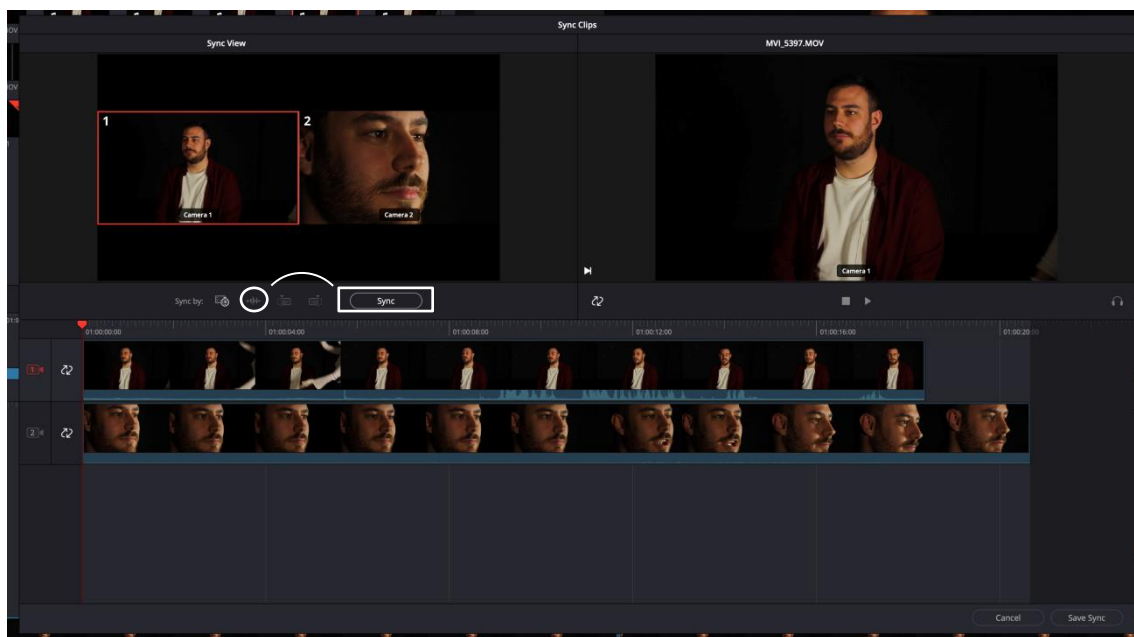 Sync Clips
Sync View
MVI_5397.MOV
1
2
Camera 1
Camera 2
Camera 1
Sync by:
Sync
01:00:00:00
01:00:04:00
01:00:08:00
01:00:12:00
01:00:16:00
01:00:20:00
1
2
Cancel
Save Sync